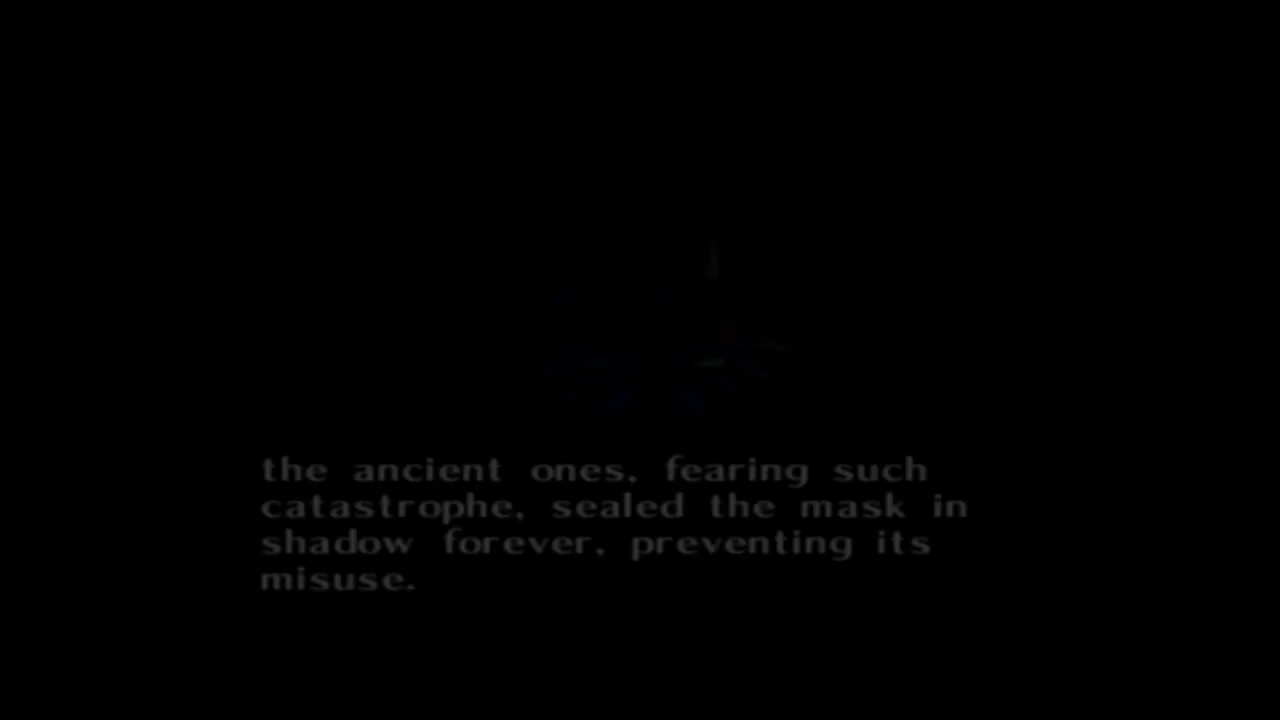 the ancient ones, fearing such
catastrophe, sealed the mask in
shadow forever, preventing its
misuse.